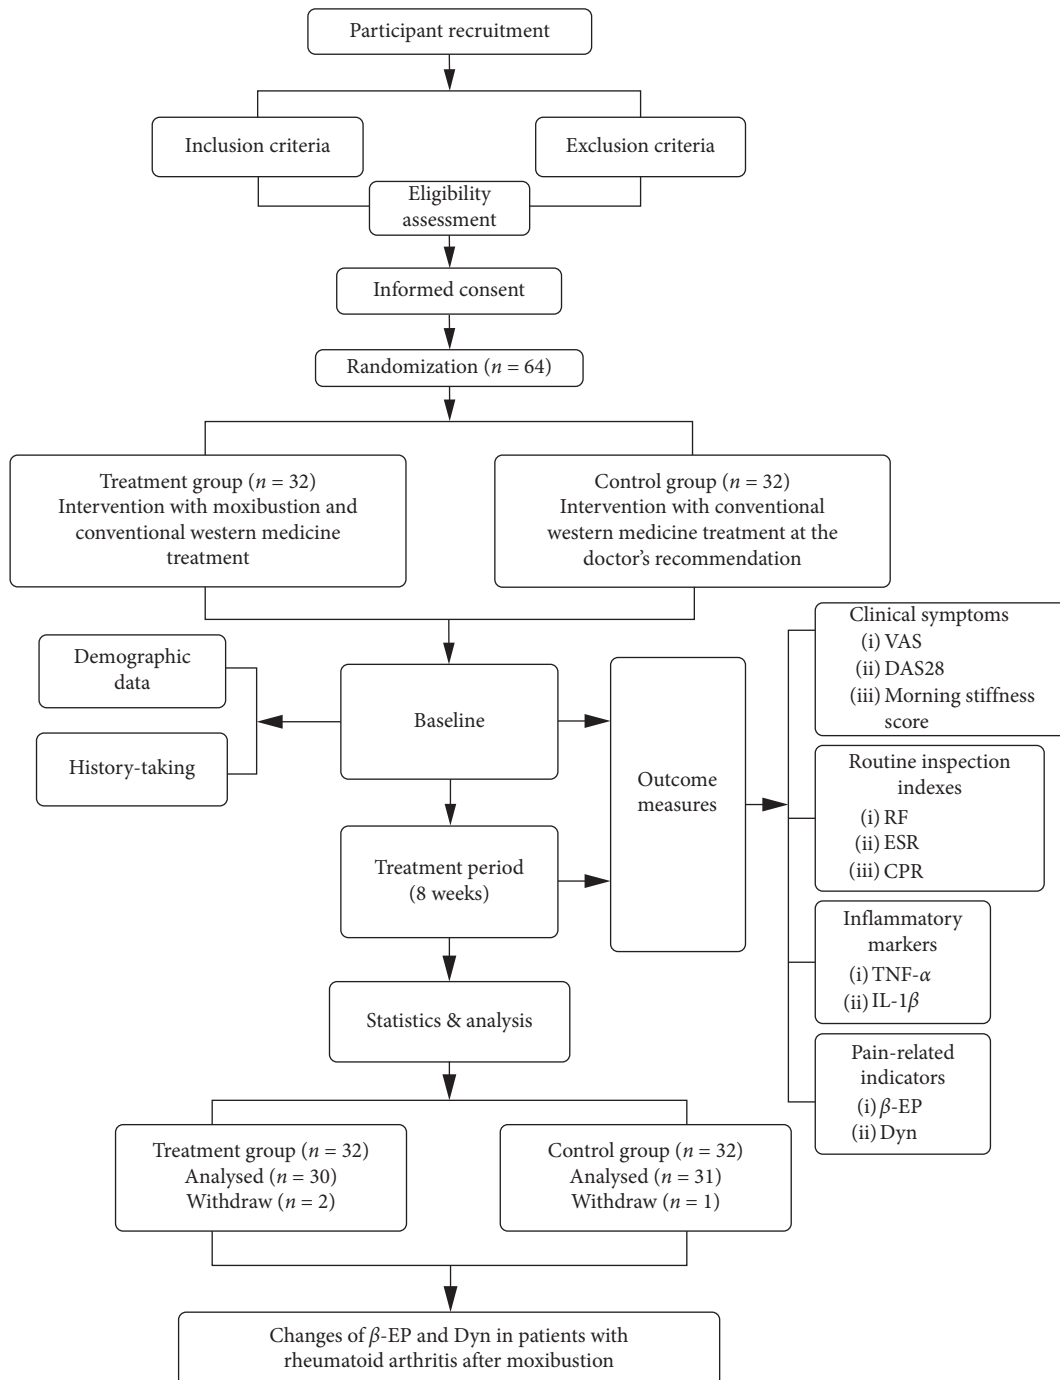 Participant recruitment
Inclusion criteria
Exclusion criteria
Eligibility
assessment
Informed consent
Randomization (n = 64)
Treatment group (n = 32)
Intervention with moxibustion and
conventional western medicine
treatment
Control group (n = 32)
Intervention with conventional
western medicine treatment at the
doctor's recommendation
Demographic
data
History-taking
Baseline
Treatment period
(8 weeks)
Outcome
measures
Clinical symptoms
(i) VAS
(ii) DAS28
(iii) Morning stiffness
score
Routine inspection
indexes
(i) RF
(ii) ESR
(iii) CPR
Inflammatory
markers
(i) TNF-α
(ii) IL-1β
Pain-related
indicators
(i) β-EP
(ii) Dyn
Statistics & analysis
Treatment group (n = 32)
Analysed (n = 30)
Withdraw (n = 2)
Control group (n = 32)
Analysed (n = 31)
Withdraw (n = 1)
Changes of β-EP and Dyn in patients with
rheumatoid arthritis after moxibustion